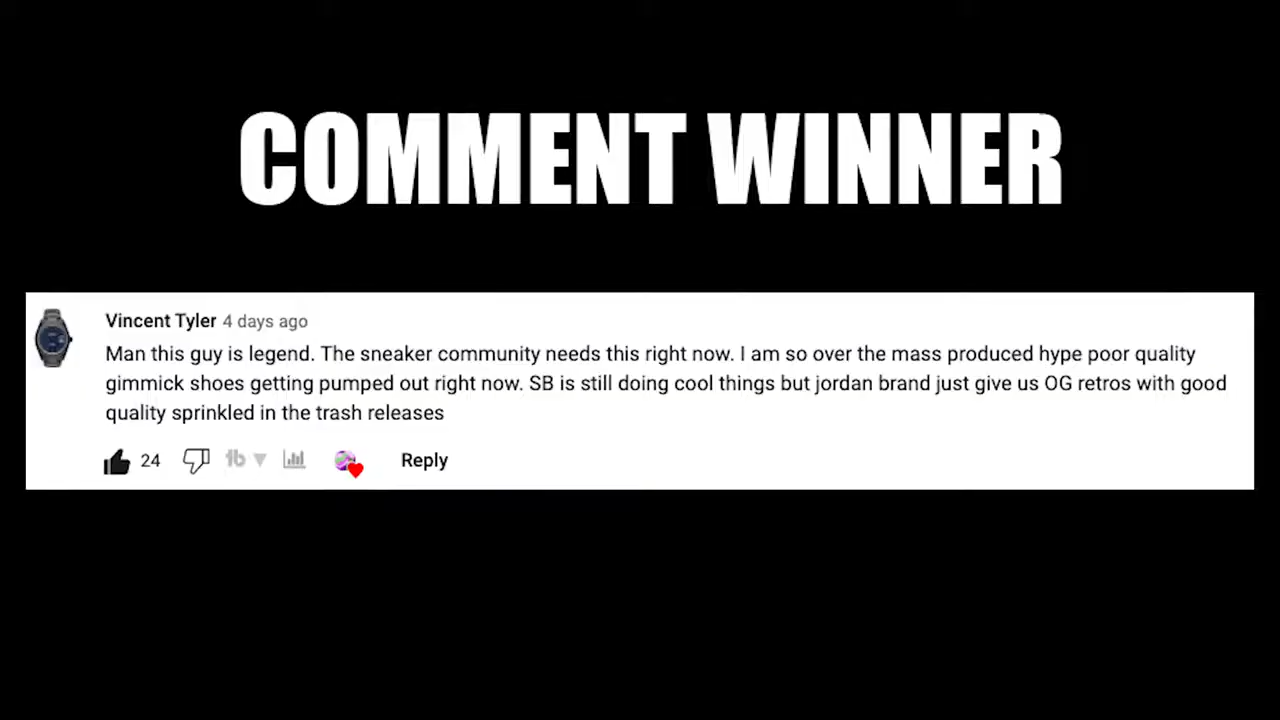 COMMENT WINNER
Vincent Tyler 4 days ago
Man this guy is legend. The sneaker community needs this right now. I am so over the mass produced hype poor quality
gimmick shoes getting pumped out right now. SB is still doing cool things but jordan brand just give us OG retros with good
quality sprinkled in the trash releases
24 tb Reply